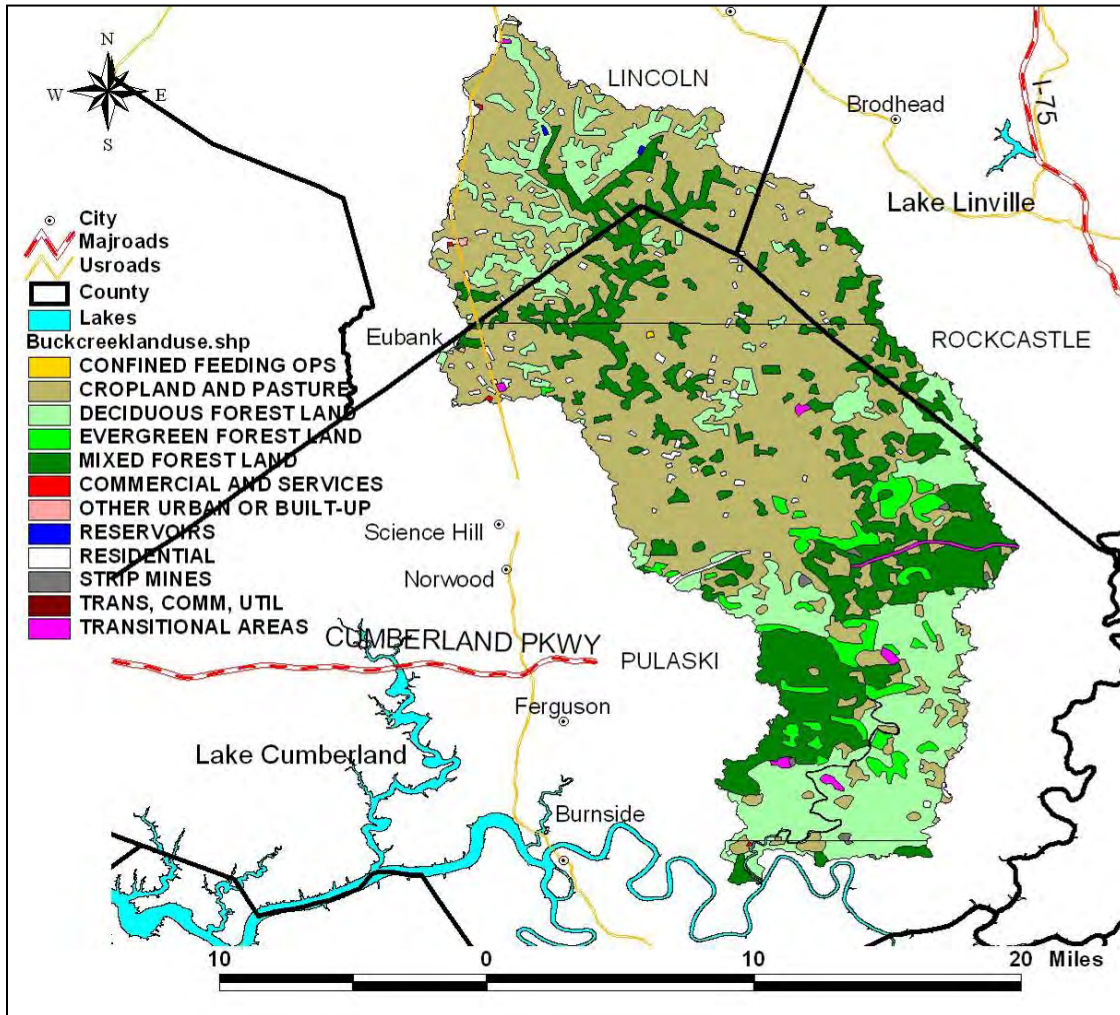 N
W E
S
LINCOLN
Brodhead
I-75
Lake Linville
City
Majroads
Usroads
County
Lakes
Buckcreeklanduse.shp
CONFINED FEEDING OPS
CROPLAND AND PASTURE
DECIDUOUS FOREST LAND
EVERGREEN FOREST LAND
MIXED FOREST LAND
COMMERCIAL AND SERVICES
OTHER URBAN OR BUILT-UP
RESERVOIRS
RESIDENTIAL
STRIP MINES
TRANS, COMM, UTIL
TRANSITIONAL AREAS
Eubank
ROCKCASTLE
Science Hill
Norwood
CUMBERLAND PKWY
PULASKI
Ferguson
Lake Cumberland
Burnside
10 0 10 20 Miles